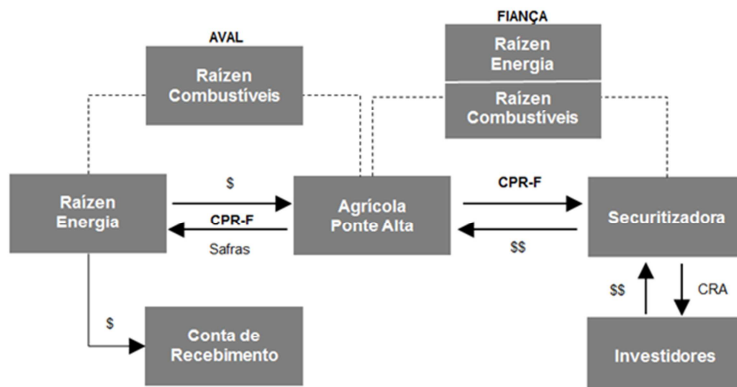 FIANÇA
AVAL
Raízen
Energia
Raízen
Combustíveis
Raízen
Combustíveis
Raízen
Energia
$
CPR-F
Safras
Agrícola
Ponte Alta
CPR-F
$$
Securitizadora
$
Conta de
Recebimento
$$
CRA
Investidores